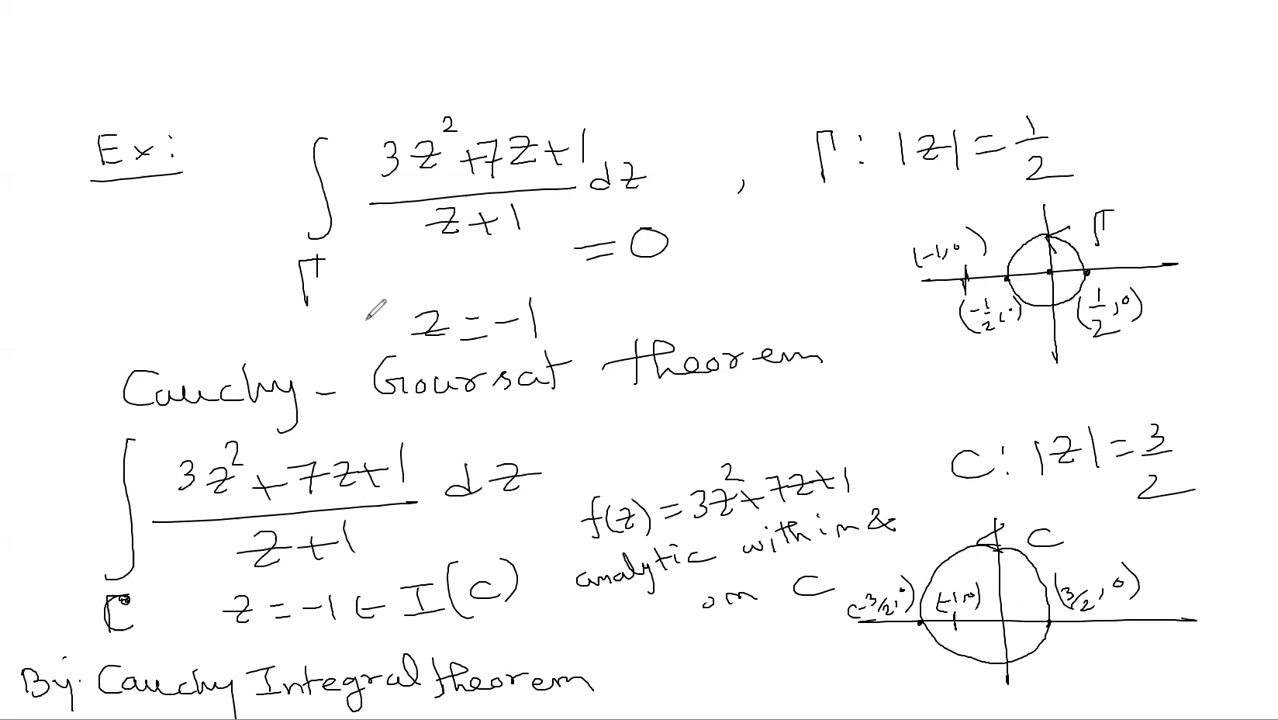 Ex: ∫_Γ (3z²+7z+1)/(z+1) dz = 0 , Γ: |z| = 1/2
Γ
(-1,0)
(-1/2,0) (1/2,0)
z = -1
Cauchy - Goursat theorem
∫_C (3z²+7z+1)/(z+1) dz
C: |z| = 3/2
f(z) = 3z²+7z+1
analytic within &
on C
z = -1 ∈ I(C)
C
(-3/2,0) (-1,0) (3/2,0)
By Cauchy Integral theorem